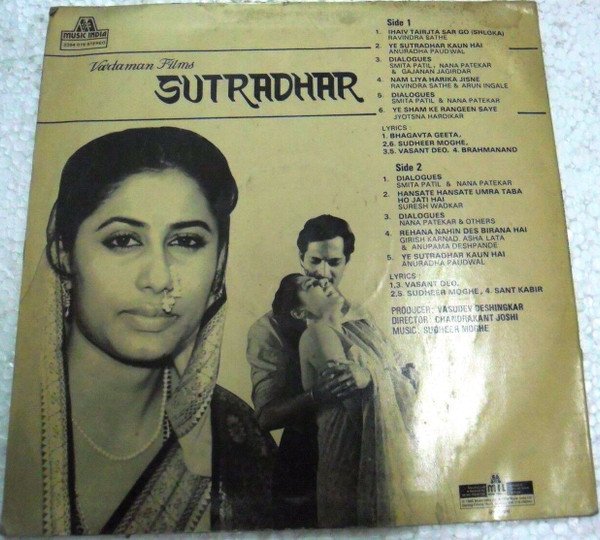 MUSIC INDIA
2394 016 STEREO
Vardaman Films
SUTRADHAR
Side 1
1. IHAIV TAIRJTA SAR GO (SHLOKA)
RAVINDRA SATHE
2. YE SUTRADHAR KAUN HAI
ANURADHA PAUDWAL
3. DIALOGUES
SMITA PATIL, NANA PATEKAR
& GAJANAN JAGIRDAR
4. NAM LIYA HARIKA JISNE
RAVINDRA SATHE & ARUN INGALE
5. DIALOGUES
SMITA PATIL & NANA PATEKAR
6. YE SHAM KE RANGEEN SAYE
JYOTSNA HARDIKAR
LYRICS :
1. BHAGAVTA GEETA,
2,6. SUDHEER MOGHE,
3,5. VASANT DEO, 4. BRAHMANAND
Side 2
1. DIALOGUES
SMITA PATIL & NANA PATEKAR
2. HANSATE HANSATE UMRA TABA
HO JATI HAI
SURESH WADKAR
3. DIALOGUES
NANA PATEKAR & OTHERS
4. REHANA NAHIN DES BIRANA HAI
GIRISH KARNAD, ASHA LATA
& ANUPAMA DESHPANDE
5. YE SUTRADHAR KAUN HAI
ANURADHA PAUDWAL
LYRICS :
1,3. VASANT DEO,
2,5. SUDHEER MOGHE, 4. SANT KABIR
PRODUCER: VASUDEV DESHINGKAR
DIRECTOR: CHANDRAKANT JOSHI
MUSIC: SUDHEER MOGHE
MIL